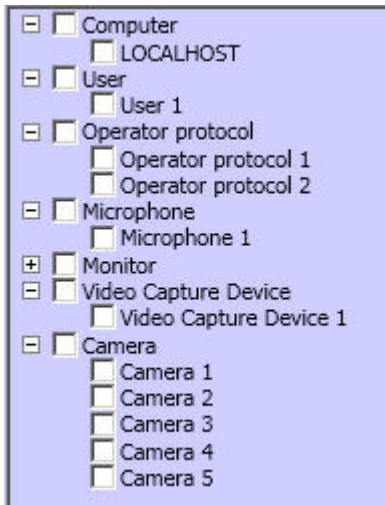 Computer
LOCALHOST
User
User 1
Operator protocol
Operator protocol 1
Operator protocol 2
Microphone
Microphone 1
Monitor
Video Capture Device
Video Capture Device 1
Camera
Camera 1
Camera 2
Camera 3
Camera 4
Camera 5